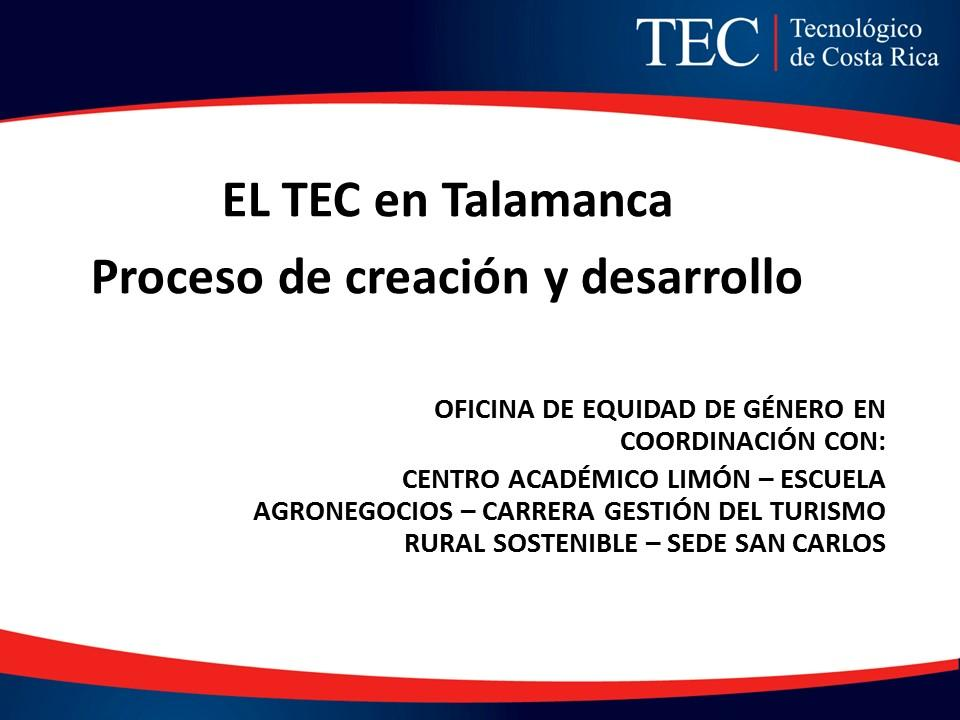 TEC | Tecnológico
de Costa Rica
EL TEC en Talamanca
Proceso de creación y desarrollo
OFICINA DE EQUIDAD DE GÉNERO EN
COORDINACIÓN CON:
CENTRO ACADÉMICO LIMÓN – ESCUELA
AGRONEGOCIOS – CARRERA GESTIÓN DEL TURISMO
RURAL SOSTENIBLE – SEDE SAN CARLOS